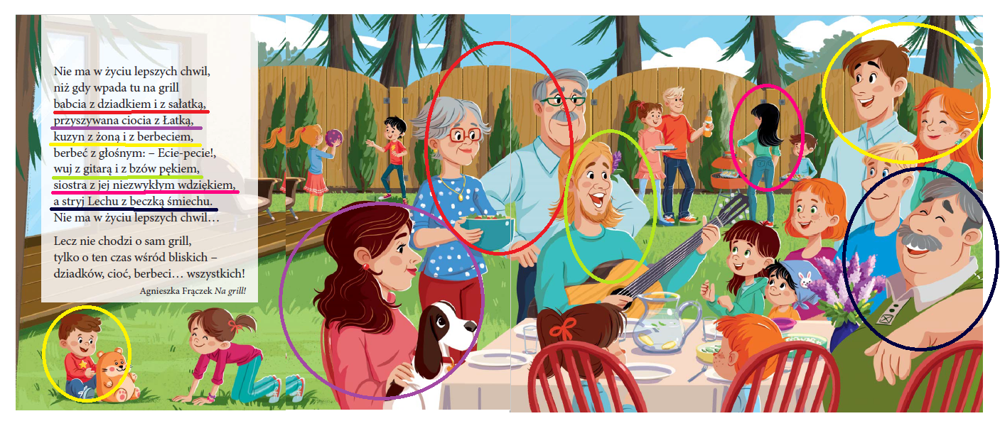 Nie ma w życiu lepszych chwil,
niż gdy wpada tu na grill
babcia z dziadkiem i z sałatką,
przyszywana ciocia z Łatką,
kuzyn z żoną i z berbeciem,
berbeć z głośnym: – Ecie-pecie!,
wuj z gitarą i z bzów pękiem,
siostra z jej niezwykłym wdziękiem,
a stryj Lechu z beczką śmiechu.
Nie ma w życiu lepszych chwil…
Lecz nie chodzi o sam grill,
tylko o ten czas wśród bliskich –
dziadków, cioć, berbeci… wszystkich!
Agnieszka Frączek Na grill!